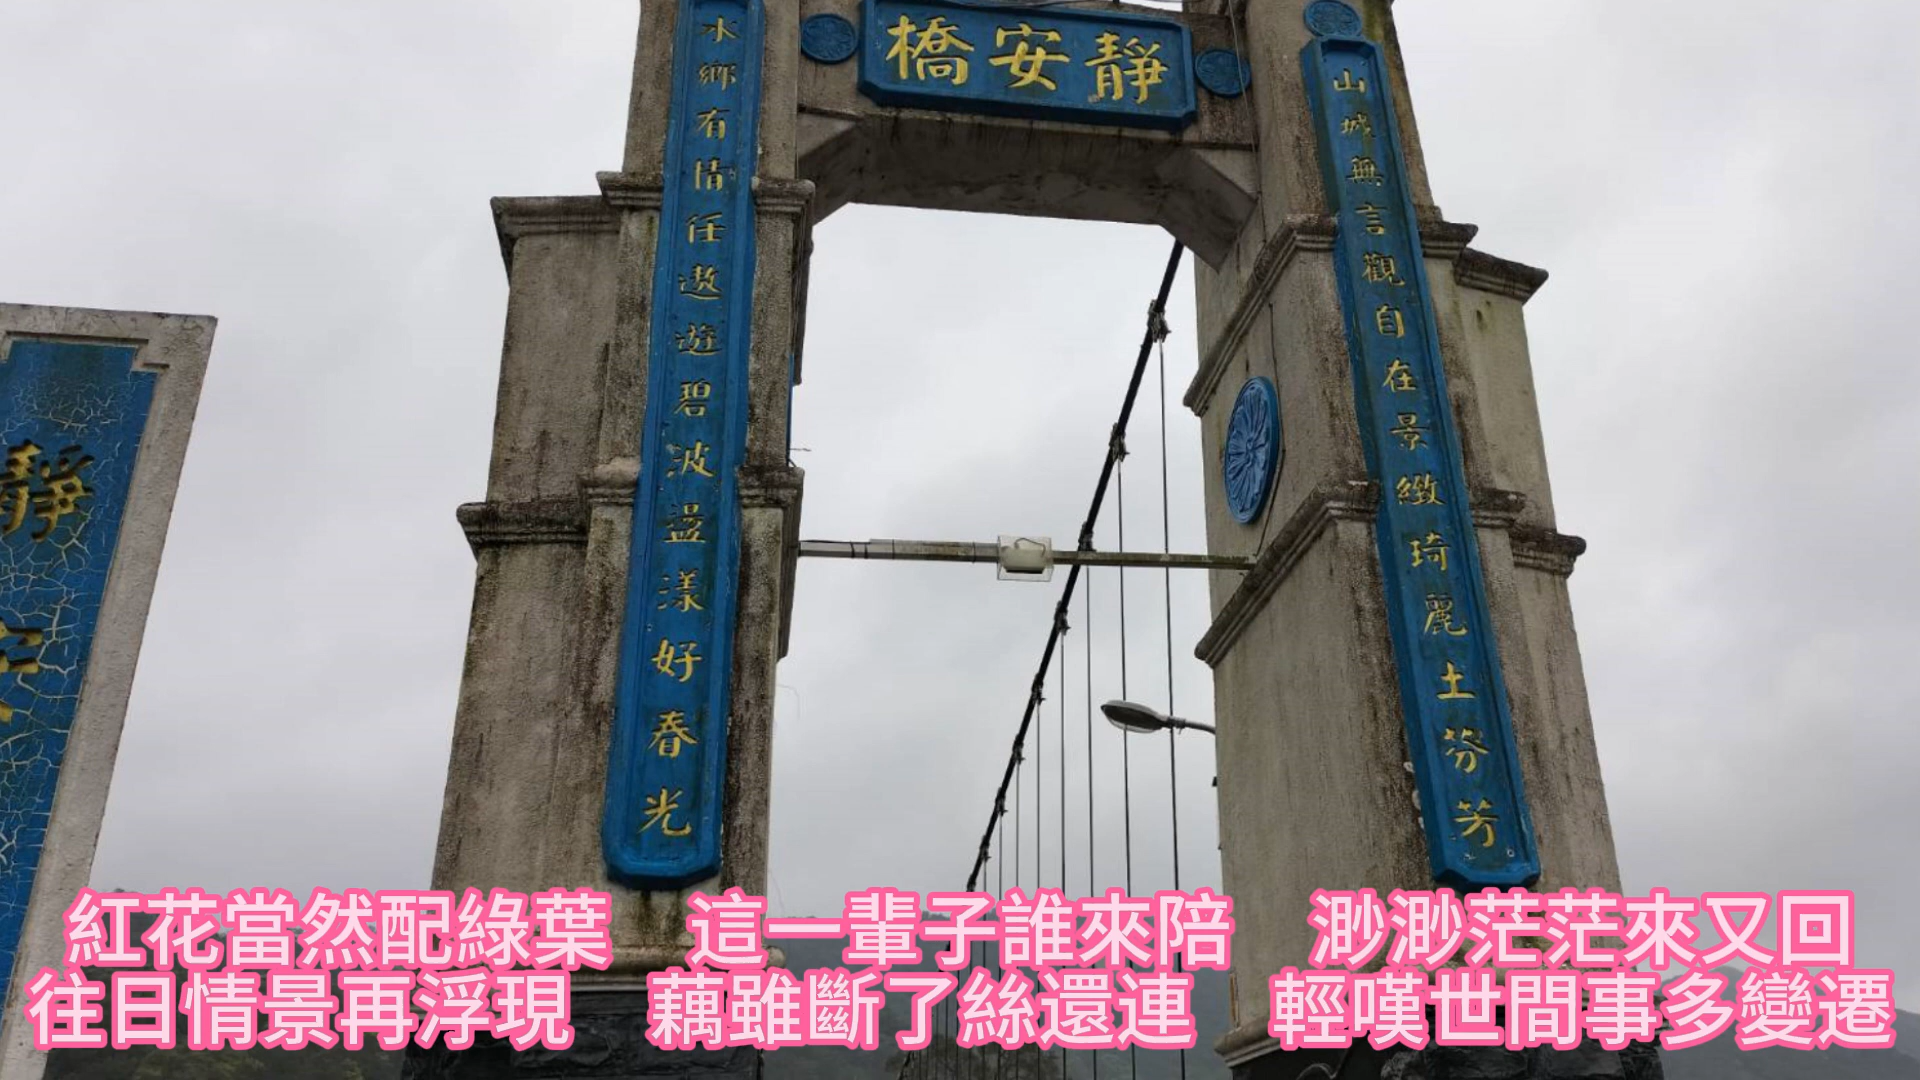 靜安橋
山城無言觀自在景緻琦麗土芬芳
水鄉有情任遨遊碧波盪漾好春光
靜
安
紅花當然配綠葉 這一輩子誰來陪 渺渺茫茫來又回
往日情景再浮現 藕雖斷了絲還連 輕嘆世間事多變遷